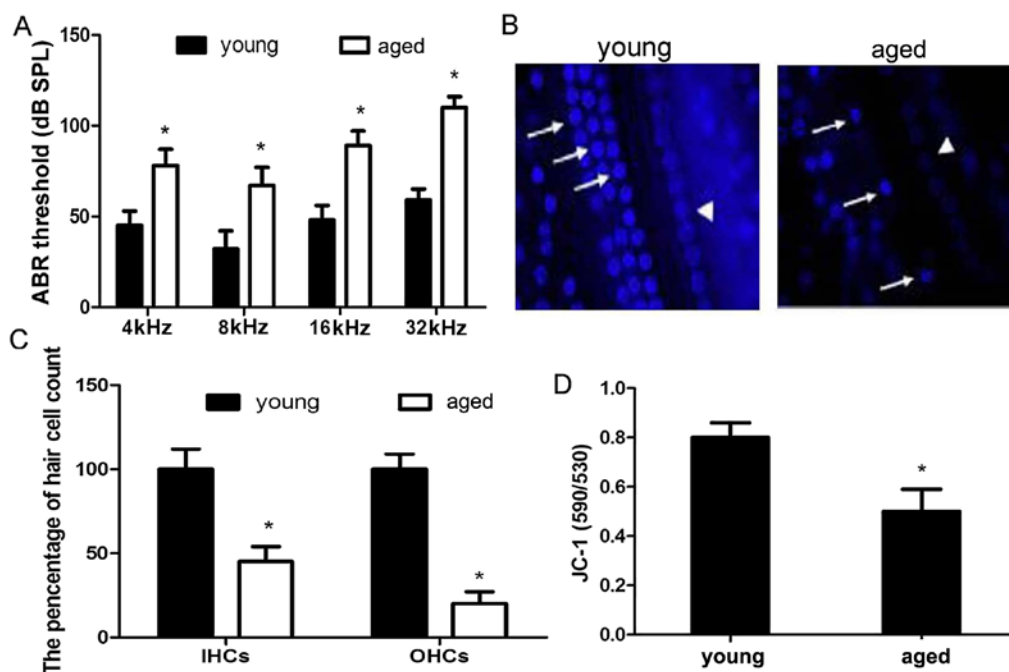 A
young aged
ABR threshold (dB SPL)
150
100
50
0
* * * *
4kHz 8kHz 16kHz 32kHz
B
young aged
C
young aged
The pencentage of hair cell count
150
100
50
0
* *
IHCs OHCs
D
JC-1 (590/530)
1.0
0.8
0.6
0.4
0.2
0.0
*
young aged